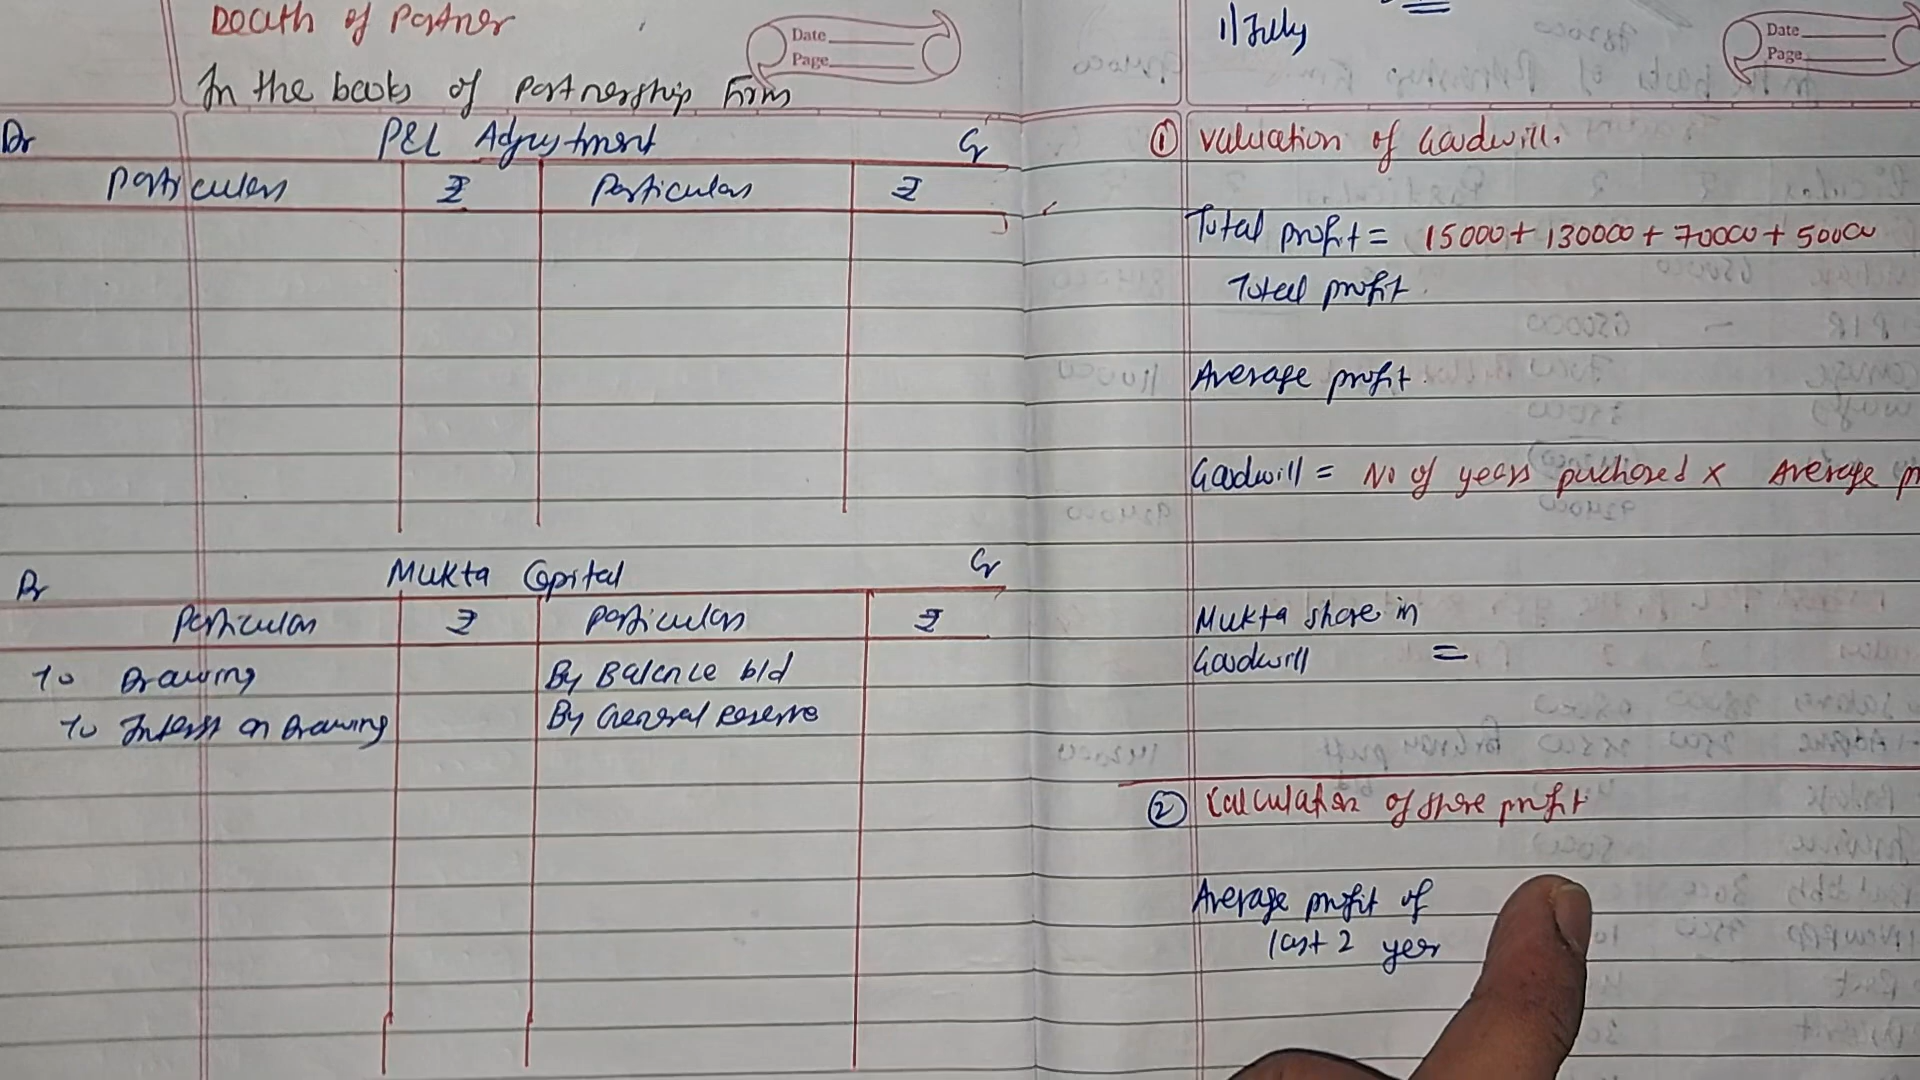 Death of Partner
Date
Page
In the books of Partnership Firm
Dr P&L Adjustment Cr
Particulars ₹ Particulars ₹
Dr Mukta Capital Cr
Particulars ₹ Particulars ₹
To Drawing By Balance b/d
To Interest on Drawing By General Reserve
1/July
Date
Page
① Valuation of Goodwill.
Total profit = 15000+130000+70000+50000
Total profit
Average profit
Goodwill = No of years purchased × Average
Mukta share in
Goodwill =
② Calculation of share profit
Average profit of
last 2 year